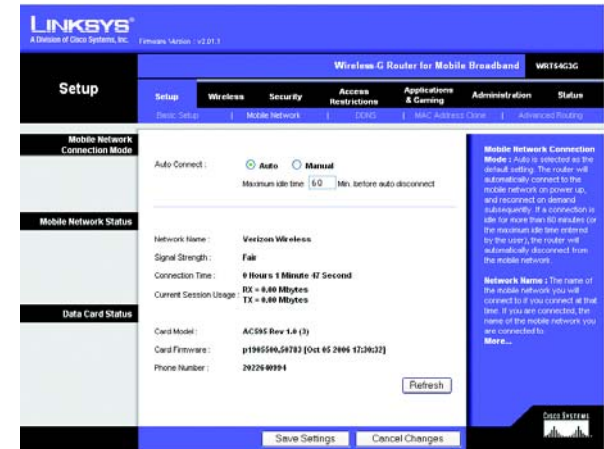 LINKSYS®
A Division of Cisco Systems, Inc.
Firmware Version : v2.01.1
Wireless-G Router for Mobile Broadband WRT54G3G
Setup
Setup Wireless Security Access Restrictions Applications & Gaming Administration Status
Basic Setup | Mobile Network | DDNS | MAC Address Clone | Advanced Routing
Mobile Network
Connection Mode
Auto Connect : Auto Manual
Maximum idle time 60 Min. before auto disconnect
Mobile Network Status
Network Name : Verizon Wireless
Signal Strength : Fair
Connection Time : 0 Hours 1 Minute 47 Second
Current Session Usage : RX = 0.00 Mbytes
TX = 0.00 Mbytes
Data Card Status
Card Model : AC595 Rev 1.0 (3)
Card Firmware : p1905500,50783 [Oct 05 2006 17:30:32]
Phone Number : 2022640994
Refresh
Mobile Network Connection
Mode : Auto is selected as the
default setting. The router will
automatically connect to the
mobile network on power up,
and reconnect on demand
subsequently. If a connection is
idle for more than 60 minutes (or
the maximum idle time entered
by the user), the router will
automatically disconnect from
the mobile network.
Network Name : The name of
the mobile network you will
connect to if you connect at that
time. If you are connected, the
name of the mobile network you
are connected to.
More...
Save Settings Cancel Changes
CISCO SYSTEMS